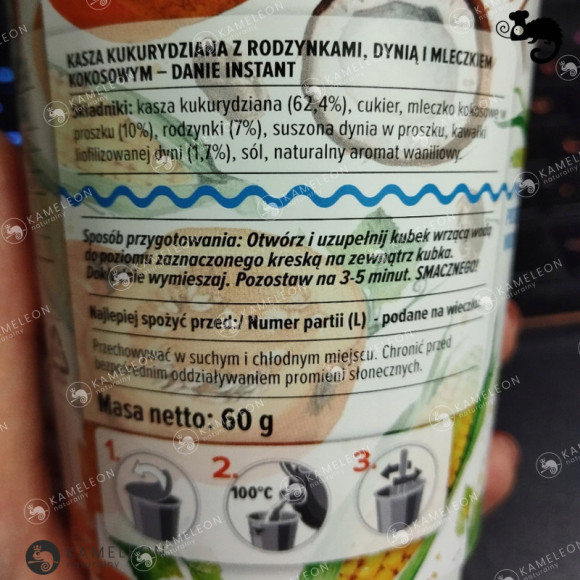 KASZA KUKURYDZIANA Z RODZYNKAMI, DYNIĄ I MLECZKIEM
KOKOSOWYM – DANIE INSTANT
Składniki: kasza kukurydziana (62,4%), cukier, mleczko kokosowe w
proszku (10%), rodzynki (7%), suszona dynia w proszku, kawałki
liofilizowanej dyni (1,7%), sól, naturalny aromat waniliowy.
Sposób przygotowania: Otwórz i uzupełnij kubek wrzącą wodą
do poziomu zaznaczonego kreską na zewnątrz kubka.
Dokładnie wymieszaj. Pozostaw na 3-5 minut. SMACZNEGO!
Najlepiej spożyć przed:/ Numer partii (L) - podane na wieczku.
Przechowywać w suchym i chłodnym miejscu. Chronić przed
bezpośrednim oddziaływaniem promieni słonecznych.
Masa netto: 60 g
1. 2. 3.
100°C
KAMELEON
naturalny